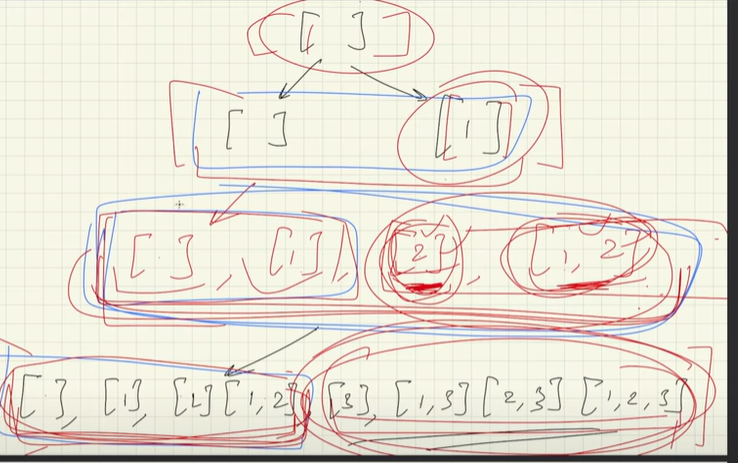 [ ]
[ ] [1]
[ ], [1], [2], [1, 2]
[ ], [1], [2] [1, 2] [3], [1, 3] [2, 3] [1, 2, 3]